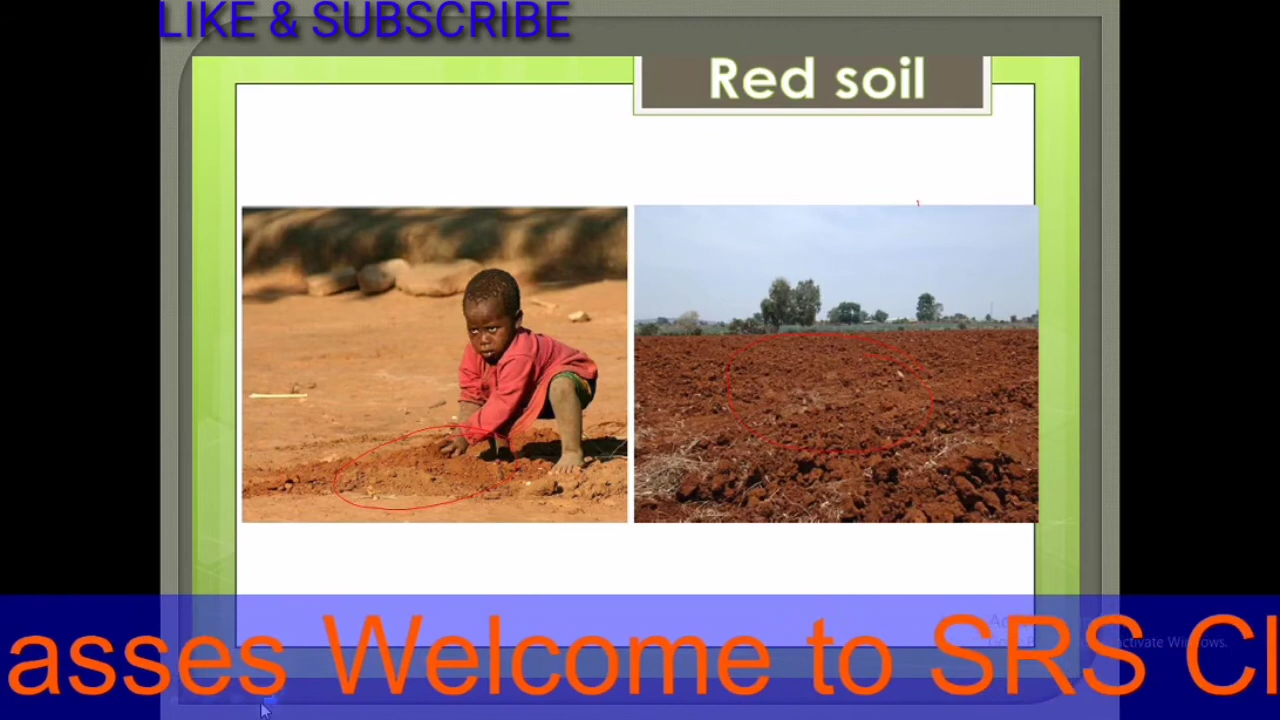 LIKE & SUBSCRIBE
Red soil
asses Welcome to SRS Cl
activate Windows.